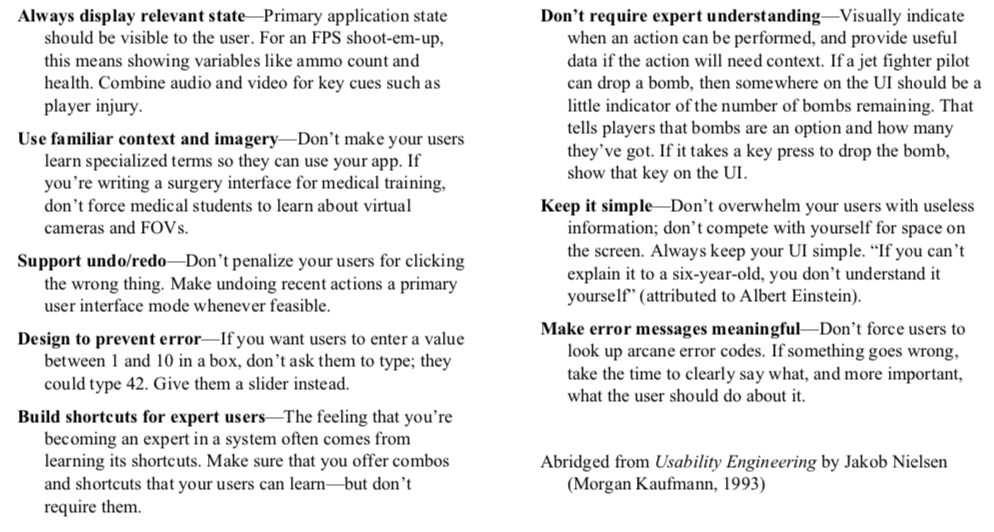 Always display relevant state—Primary application state
should be visible to the user. For an FPS shoot-em-up,
this means showing variables like ammo count and
health. Combine audio and video for key cues such as
player injury.
Use familiar context and imagery—Don’t make your users
learn specialized terms so they can use your app. If
you’re writing a surgery interface for medical training,
don’t force medical students to learn about virtual
cameras and FOVs.
Support undo/redo—Don’t penalize your users for clicking
the wrong thing. Make undoing recent actions a primary
user interface mode whenever feasible.
Design to prevent error—If you want users to enter a value
between 1 and 10 in a box, don’t ask them to type; they
could type 42. Give them a slider instead.
Build shortcuts for expert users—The feeling that you’re
becoming an expert in a system often comes from
learning its shortcuts. Make sure that you offer combos
and shortcuts that your users can learn—but don’t
require them.
Don’t require expert understanding—Visually indicate
when an action can be performed, and provide useful
data if the action will need context. If a jet fighter pilot
can drop a bomb, then somewhere on the UI should be a
little indicator of the number of bombs remaining. That
tells players that bombs are an option and how many
they’ve got. If it takes a key press to drop the bomb,
show that key on the UI.
Keep it simple—Don’t overwhelm your users with useless
information; don’t compete with yourself for space on
the screen. Always keep your UI simple. “If you can’t
explain it to a six-year-old, you don’t understand it
yourself” (attributed to Albert Einstein).
Make error messages meaningful—Don’t force users to
look up arcane error codes. If something goes wrong,
take the time to clearly say what, and more important,
what the user should do about it.
Abridged from Usability Engineering by Jakob Nielsen
(Morgan Kaufmann, 1993)